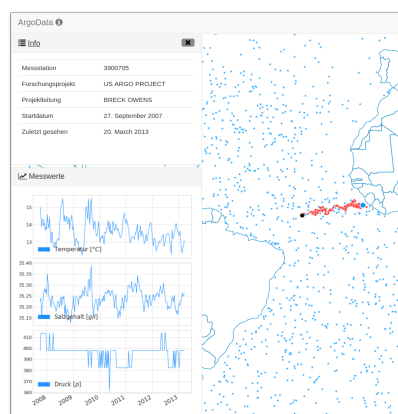 ArgoData
Info
Messstation 3900705
Forschungsprojekt US ARGO PROJECT
Projektleitung BRECK OWENS
Startdatum 27. September 2007
Zuletzt gesehen 20. March 2013
Messwerte
15
14
13
Temperatur [°C]
35.40
35.35
35.30
35.25
35.20
35.15
Salzgehalt [g/l]
410
400
390
380
370
360
Druck [p]
2008 2009 2010 2011 2012 2013